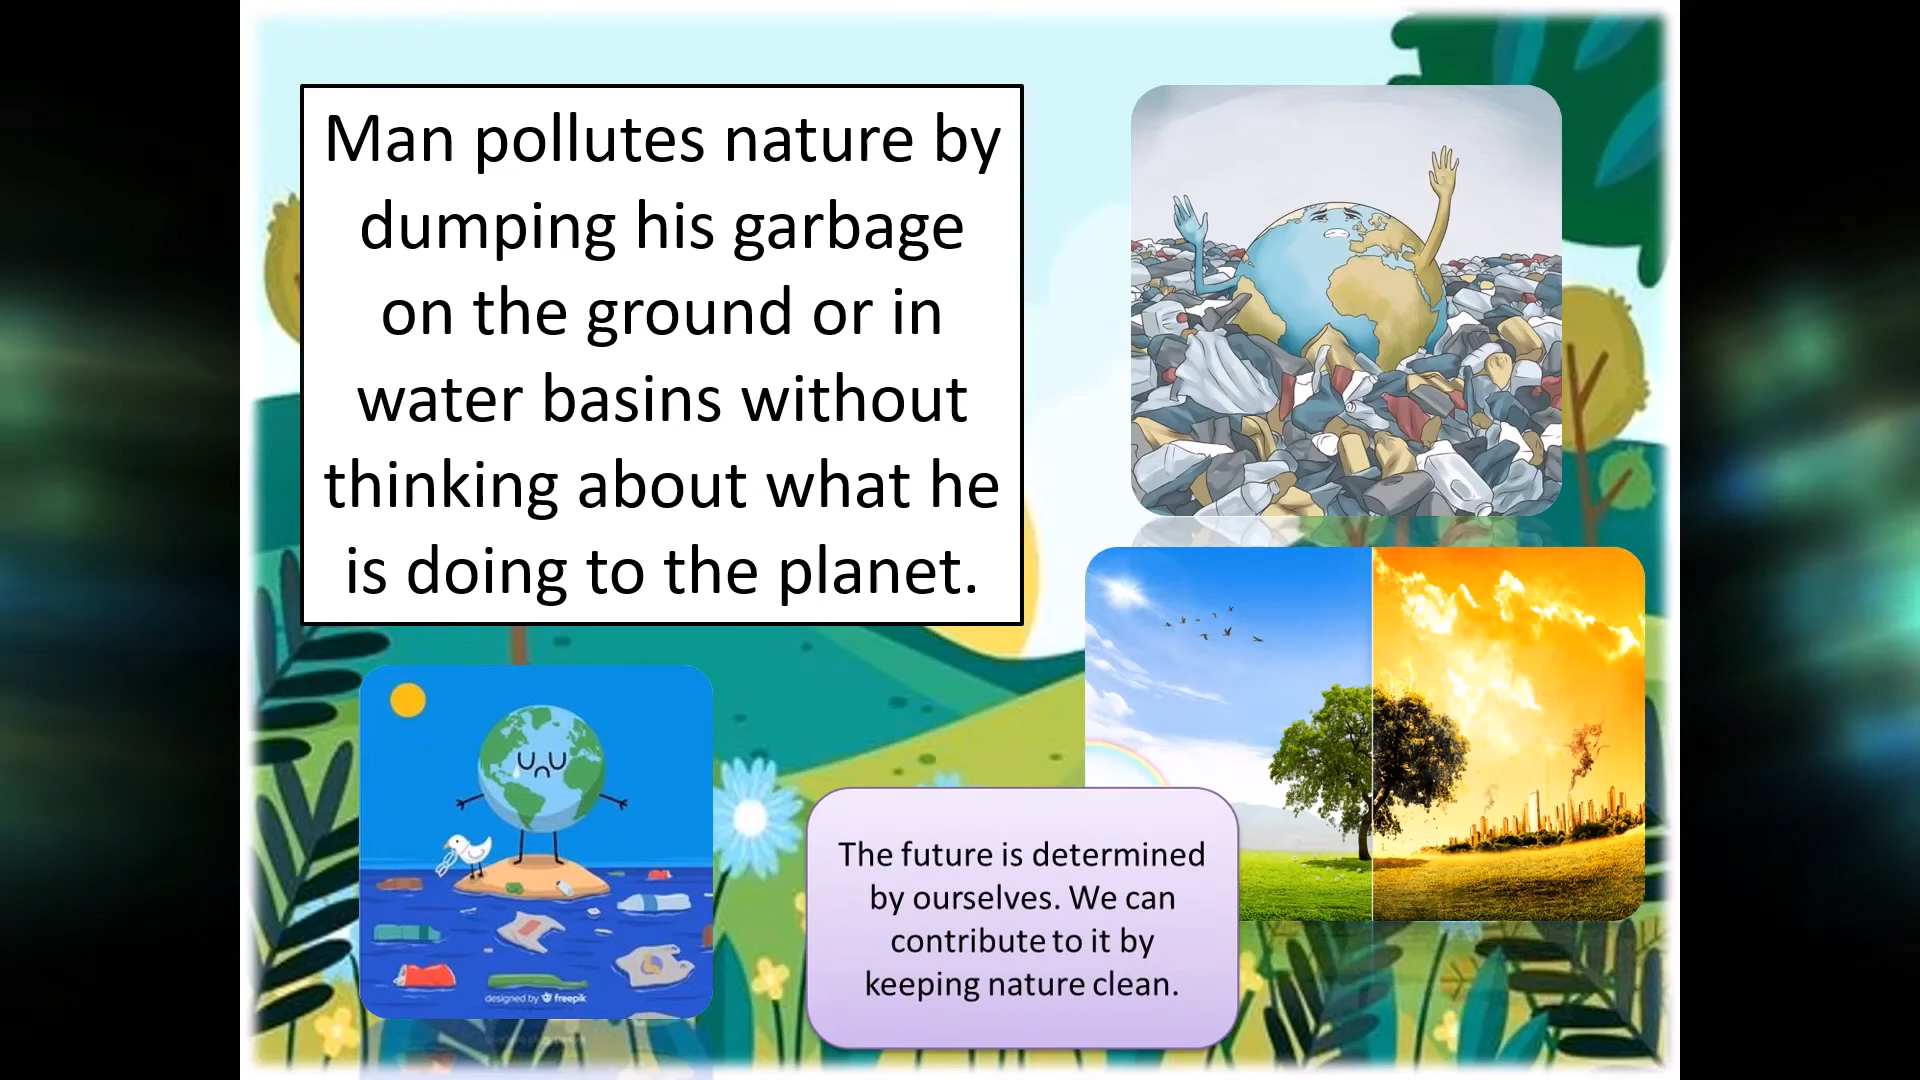 Man pollutes nature by
dumping his garbage
on the ground or in
water basins without
thinking about what he
is doing to the planet.
The future is determined
by ourselves. We can
contribute to it by
keeping nature clean.
designed by freepik